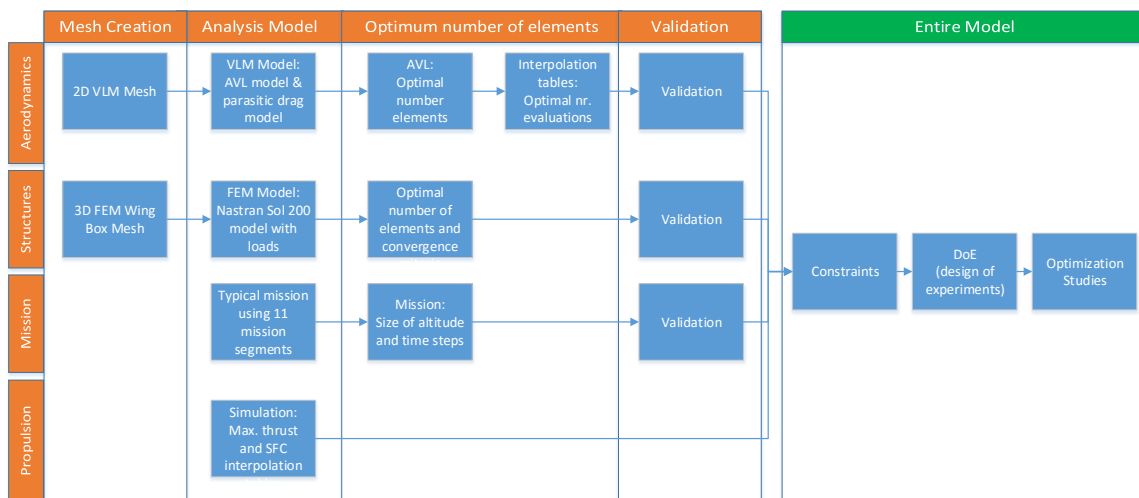 Mesh Creation
Analysis Model
Optimum number of elements
Validation
Entire Model
Aerodynamics
2D VLM Mesh
VLM Model:
AVL model &
parasitic drag
model
AVL:
Optimal
number
elements
Interpolation
tables:
Optimal nr.
evaluations
Validation
Structures
3D FEM Wing
Box Mesh
FEM Model:
Nastran Sol 200
model with
loads
Optimal
number of
elements and
convergence
Validation
Constraints
DoE
(design of
experiments)
Optimization
Studies
Mission
Typical mission
using 11
mission
segments
Mission:
Size of altitude
and time steps
Validation
Propulsion
Simulation:
Max. thrust
and SFC
interpolation